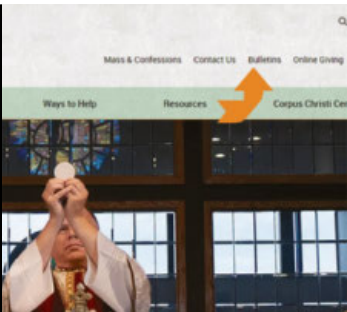 Mass & Confessions Contact Us Bulletins Online Giving
Ways to Help Resources Corpus Christi Cen